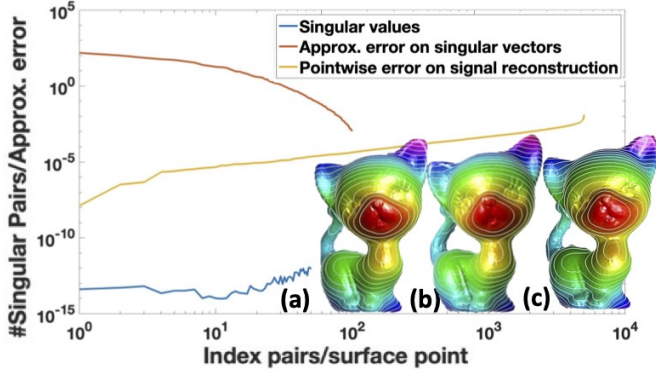 #Singular Pairs/Approx. error
10^5
10^0
10^-5
10^-10
10^-15
Singular values
Approx. error on singular vectors
Pointwise error on signal reconstruction
(a) (b) (c)
10^0 10^1 10^2 10^3 10^4
Index pairs/surface point